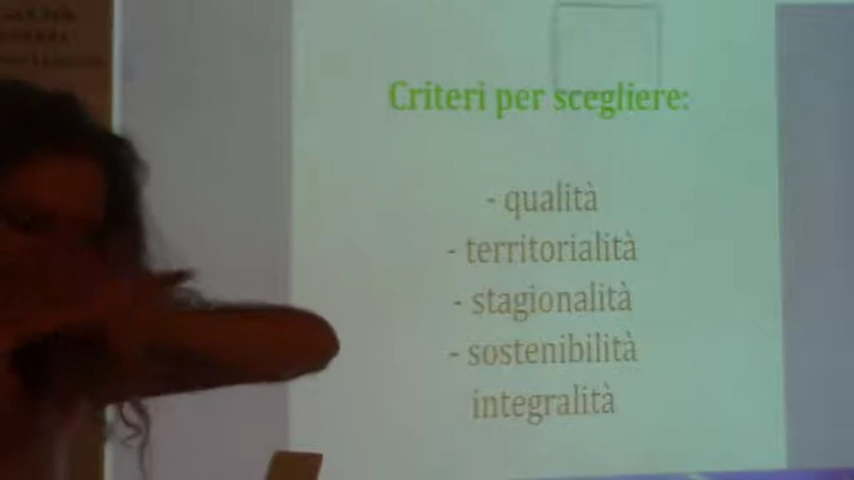 Criteri per scegliere:
- qualità
- territorialità
- stagionalità
- sostenibilità
integralità